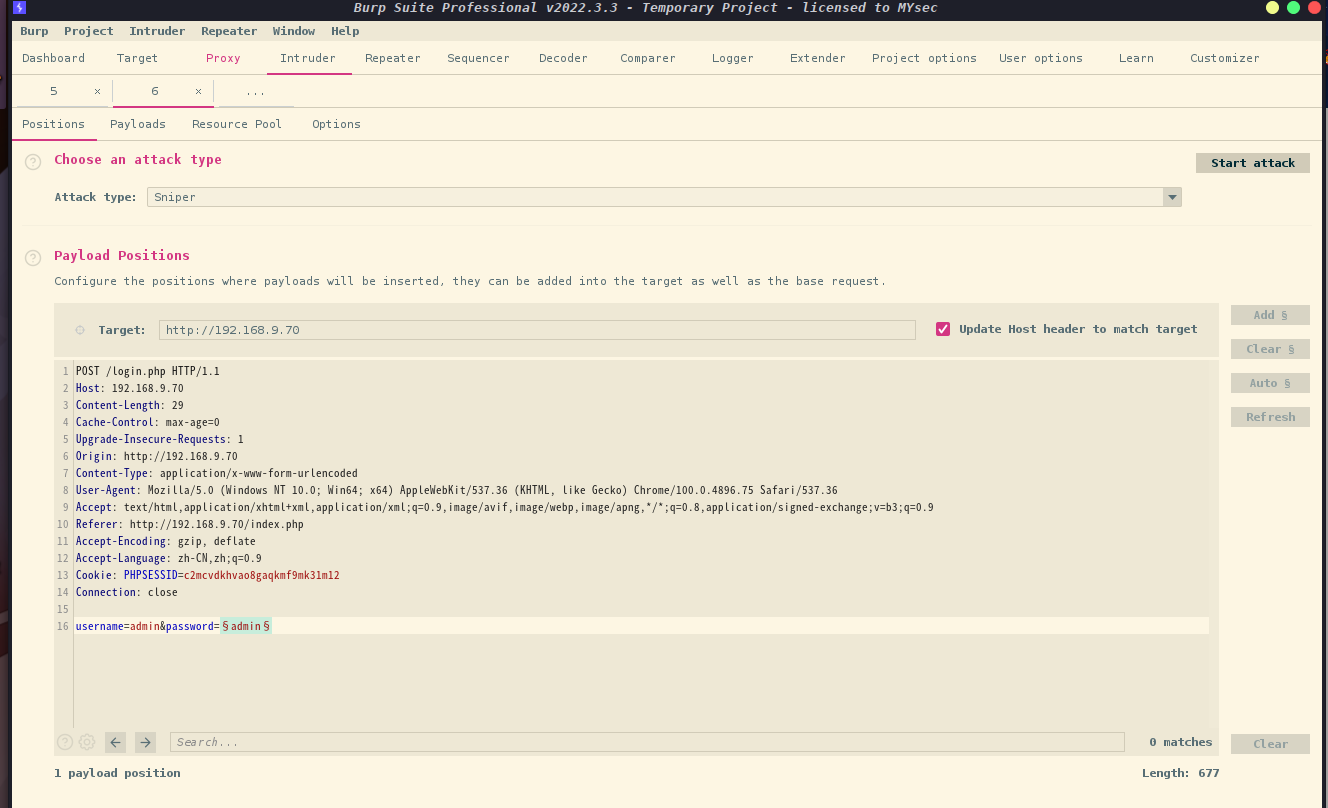 Burp Suite Professional v2022.3.3 - Temporary Project - licensed to MYsec
Burp Project Intruder Repeater Window Help
Dashboard Target Proxy Intruder Repeater Sequencer Decoder Comparer Logger Extender Project options User options Learn Customizer
5 × 6 × ...
Positions Payloads Resource Pool Options
? Choose an attack type Start attack
Attack type: Sniper
? Payload Positions
Configure the positions where payloads will be inserted, they can be added into the target as well as the base request.
Target: http://192.168.9.70 Update Host header to match target
Add §
Clear §
Auto §
Refresh
1 POST /login.php HTTP/1.1
2 Host: 192.168.9.70
3 Content-Length: 29
4 Cache-Control: max-age=0
5 Upgrade-Insecure-Requests: 1
6 Origin: http://192.168.9.70
7 Content-Type: application/x-www-form-urlencoded
8 User-Agent: Mozilla/5.0 (Windows NT 10.0; Win64; x64) AppleWebKit/537.36 (KHTML, like Gecko) Chrome/100.0.4896.75 Safari/537.36
9 Accept: text/html,application/xhtml+xml,application/xml;q=0.9,image/avif,image/webp,image/apng,*/*;q=0.8,application/signed-exchange;v=b3;q=0.9
10 Referer: http://192.168.9.70/index.php
11 Accept-Encoding: gzip, deflate
12 Accept-Language: zh-CN,zh;q=0.9
13 Cookie: PHPSESSID=c2mcvdkhvao8gaqkmf9mk31m12
14 Connection: close
15
16 username=admin&password=§admin§
? Search... 0 matches Clear
1 payload position Length: 677